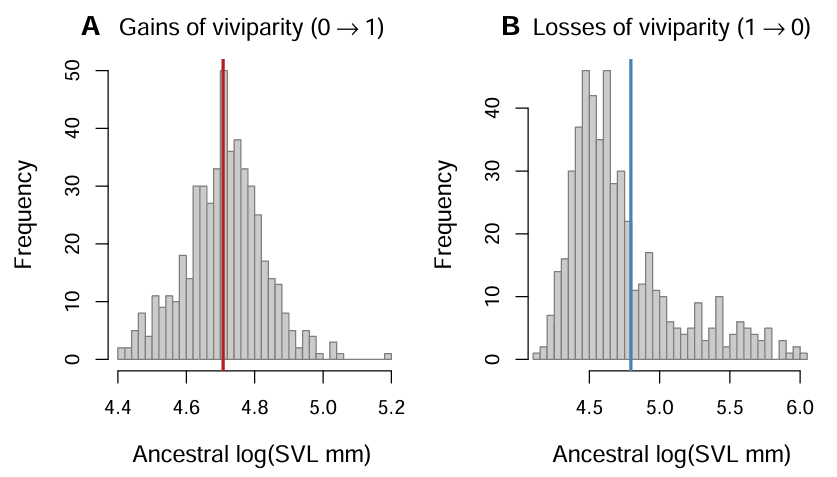 A Gains of viviparity (0 → 1)
Frequency
0 10 20 30 40 50
4.4 4.6 4.8 5.0 5.2
Ancestral log(SVL mm)
B Losses of viviparity (1 → 0)
Frequency
0 10 20 30 40
4.5 5.0 5.5 6.0
Ancestral log(SVL mm)